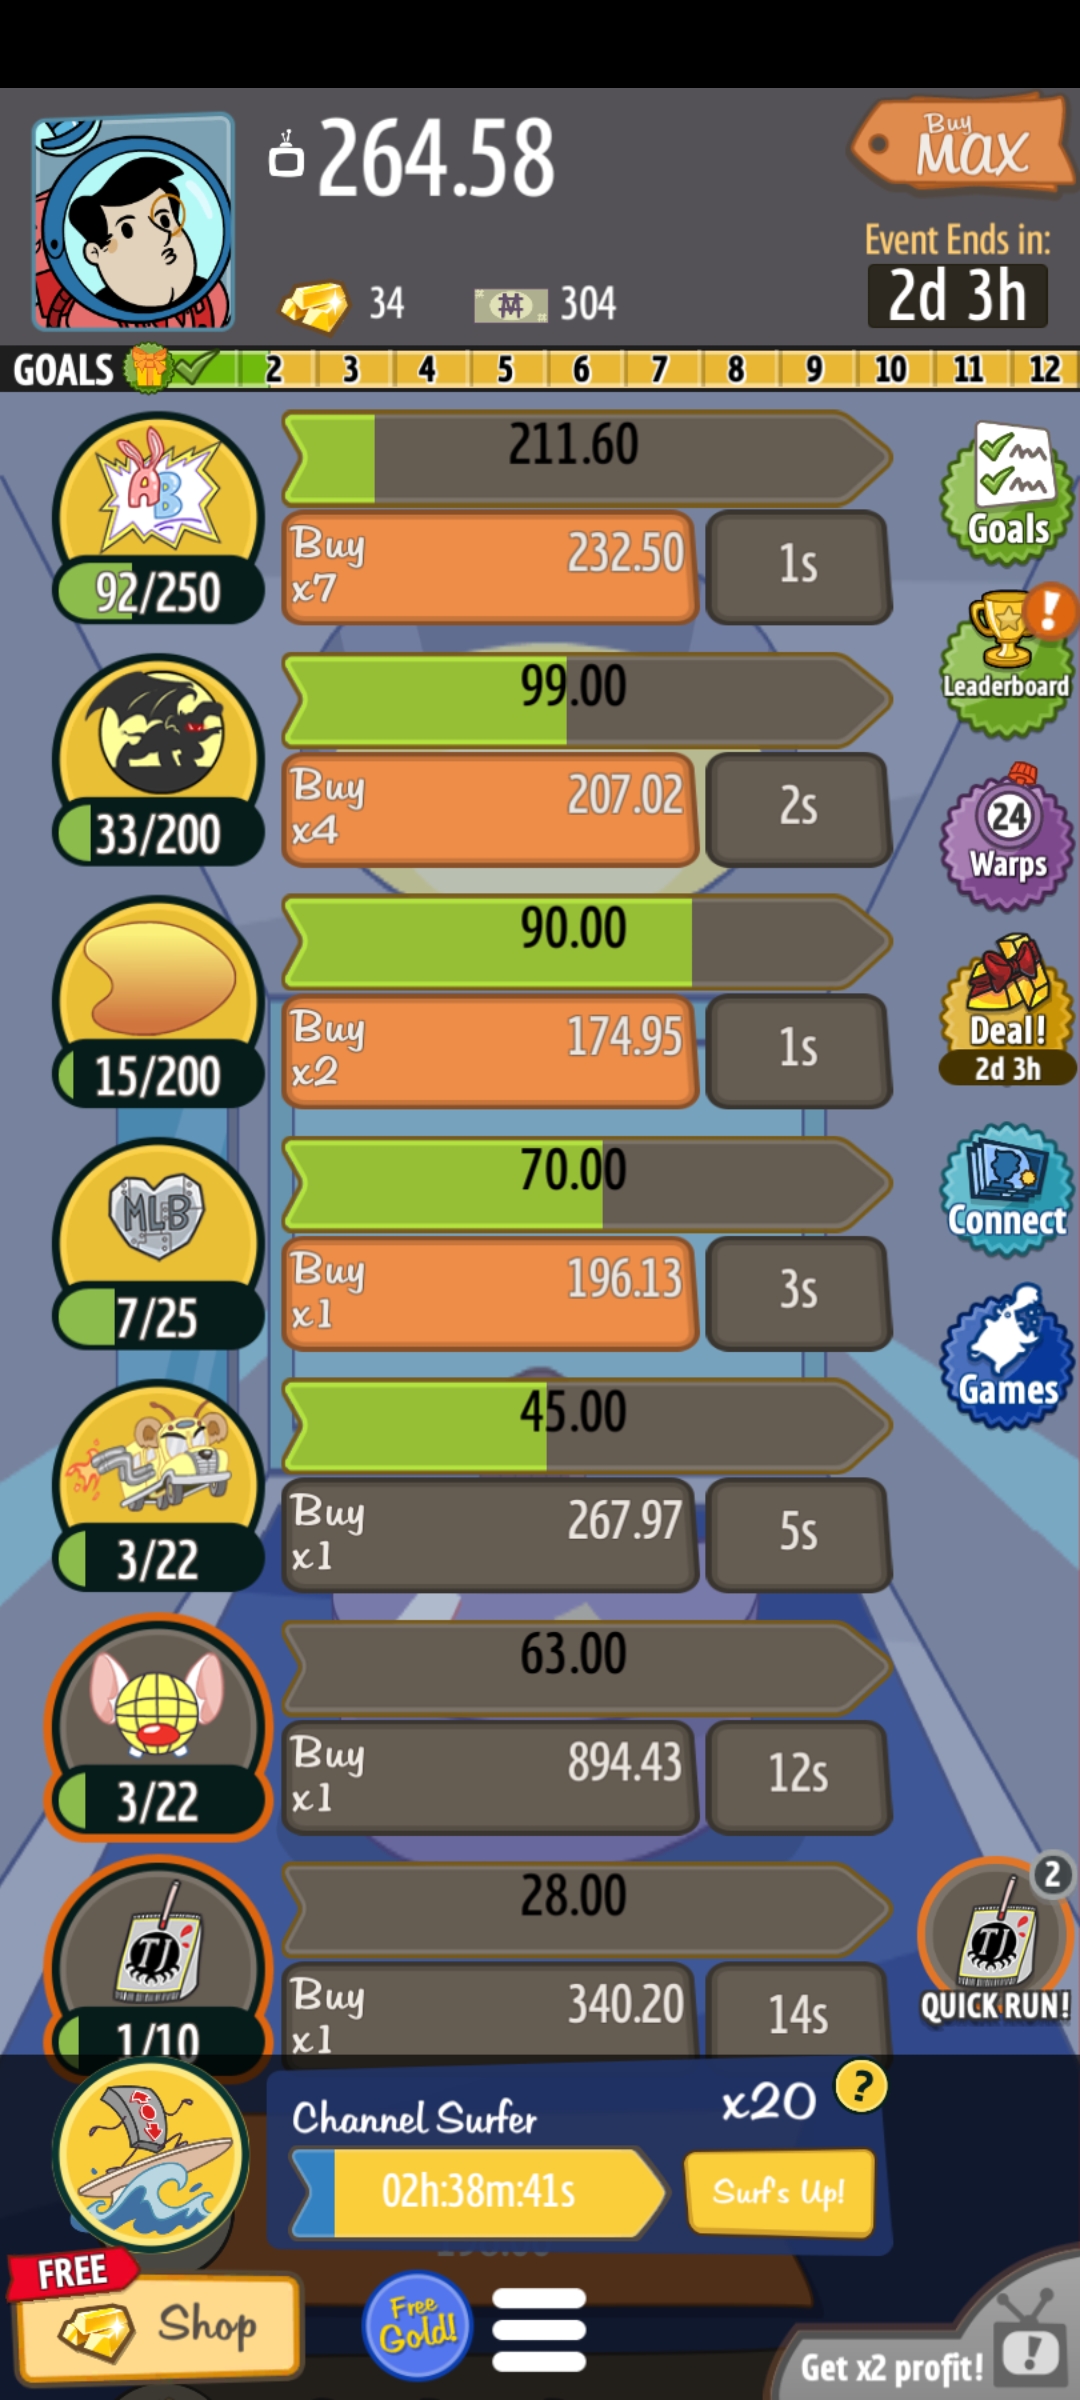 264.58
Buy
MAX
Event Ends in:
2d 3h
34
304
GOALS 2 3 4 5 6 7 8 9 10 11 12
AB
92/250
211.60
Buy
x7
232.50
1s
Goals
33/200
99.00
Buy
x4
207.02
2s
Leaderboard
!
15/200
90.00
Buy
x2
174.95
1s
24
Warps
Deal!
2d 3h
MLB
7/25
70.00
Buy
x1
196.13
3s
Connect
Games
3/22
45.00
Buy
x1
267.97
5s
3/22
63.00
Buy
x1
894.43
12s
TJ
1/10
28.00
Buy
x1
340.20
14s
2
TJ
QUICK RUN!
Channel Surfer
x20
?
02h:38m:41s
Surf's Up!
FREE
Shop
Free
Gold!
Get x2 profit!
!